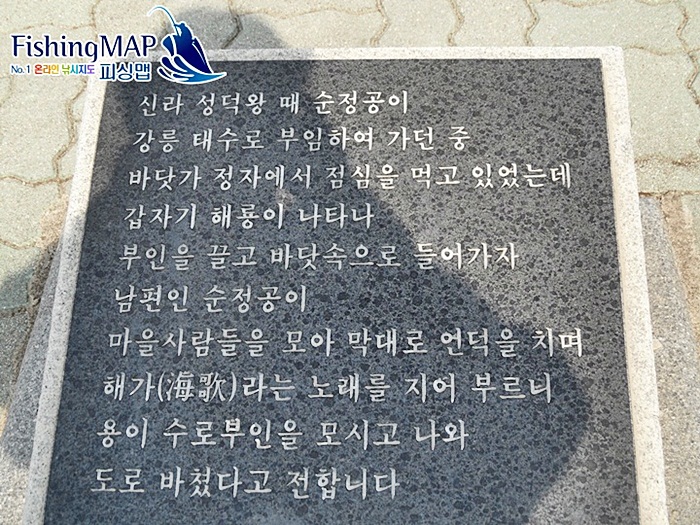 FishingMAP
No.1 온라인 낚시지도 피싱맵
신라 성덕왕 때 순정공이
강릉 태수로 부임하여 가던 중
바닷가 정자에서 점심을 먹고 있었는데
갑자기 해룡이 나타나
부인을 끌고 바닷속으로 들어가자
남편인 순정공이
마을사람들을 모아 막대로 언덕을 치며
해가(海歌)라는 노래를 지어 부르니
용이 수로부인을 모시고 나와
도로 바쳤다고 전합니다